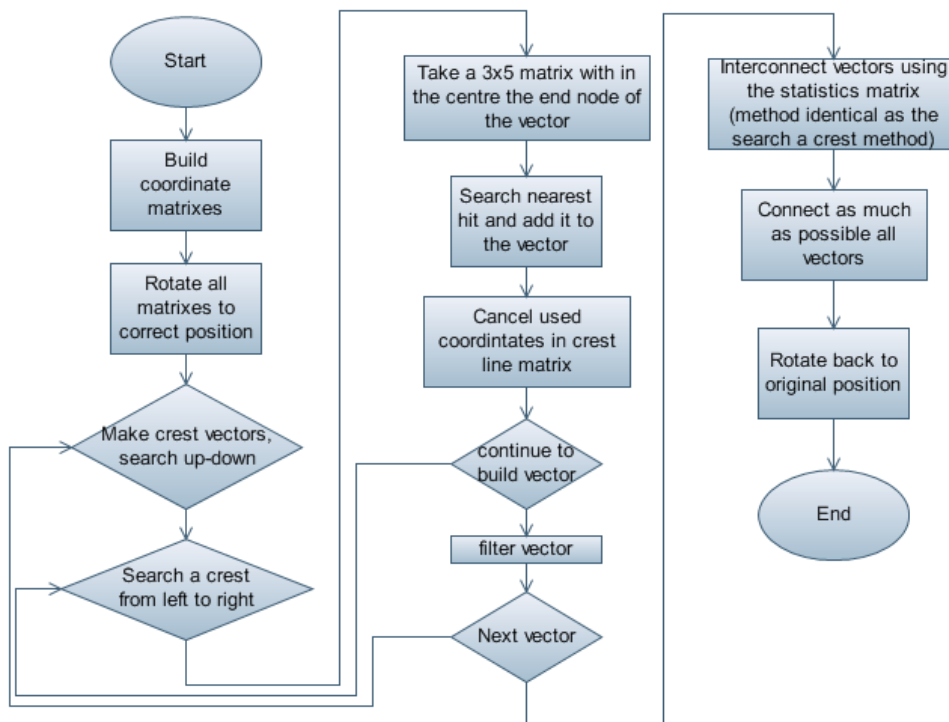 Start
Build
coordinate
matrixes
Rotate all
matrixes to
correct position
Make crest vectors,
search up-down
Search a crest
from left to right
Take a 3x5 matrix with in
the centre the end node of
the vector
Search nearest
hit and add it to
the vector
Cancel used
coordintates in crest
line matrix
continue to
build vector
filter vector
Next vector
Interconnect vectors using
the statistics matrix
(method identical as the
search a crest method)
Connect as much
as possible all
vectors
Rotate back to
original position
End